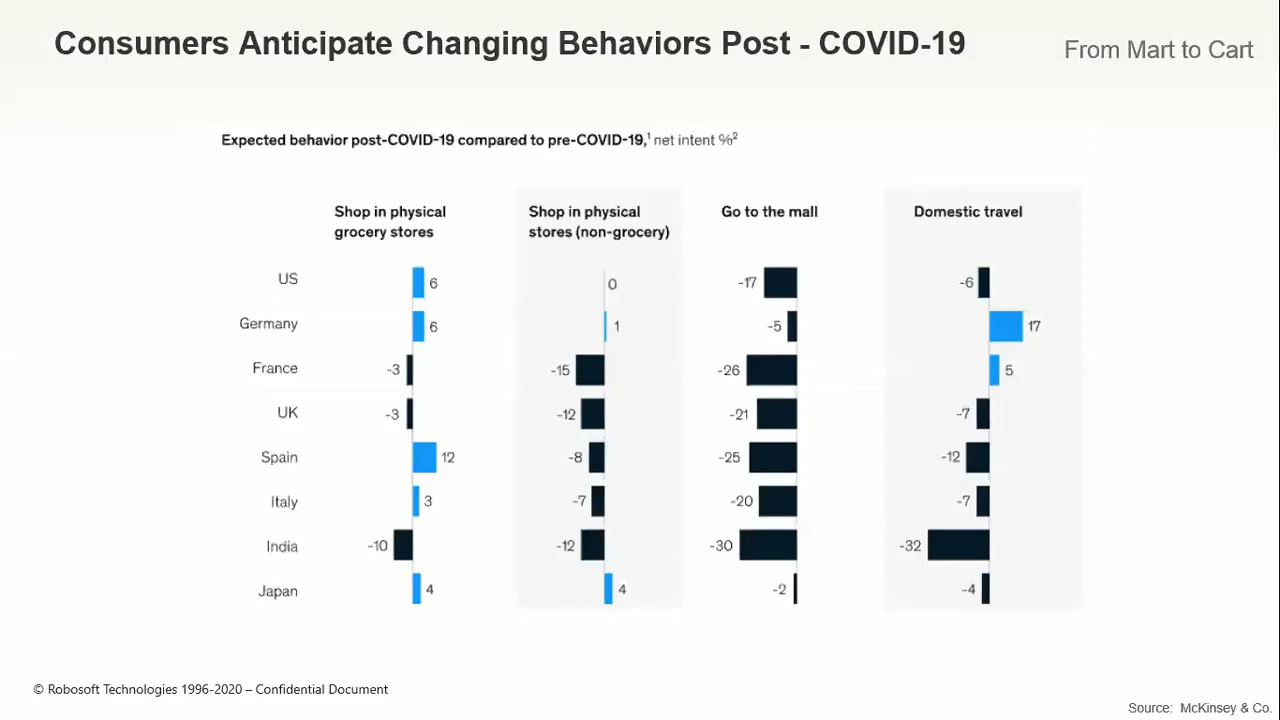 Consumers Anticipate Changing Behaviors Post - COVID-19
From Mart to Cart
Expected behavior post-COVID-19 compared to pre-COVID-19,¹ net intent %²
Shop in physical
grocery stores
Shop in physical
stores (non-grocery)
Go to the mall
Domestic travel
US 6 0 -17 -6
Germany 6 1 -5 17
France -3 -15 -26 5
UK -3 -12 -21 -7
Spain 12 -8 -25 -12
Italy 3 -7 -20 -7
India -10 -12 -30 -32
Japan 4 4 -2 -4
© Robosoft Technologies 1996-2020 – Confidential Document
Source: McKinsey & Co.